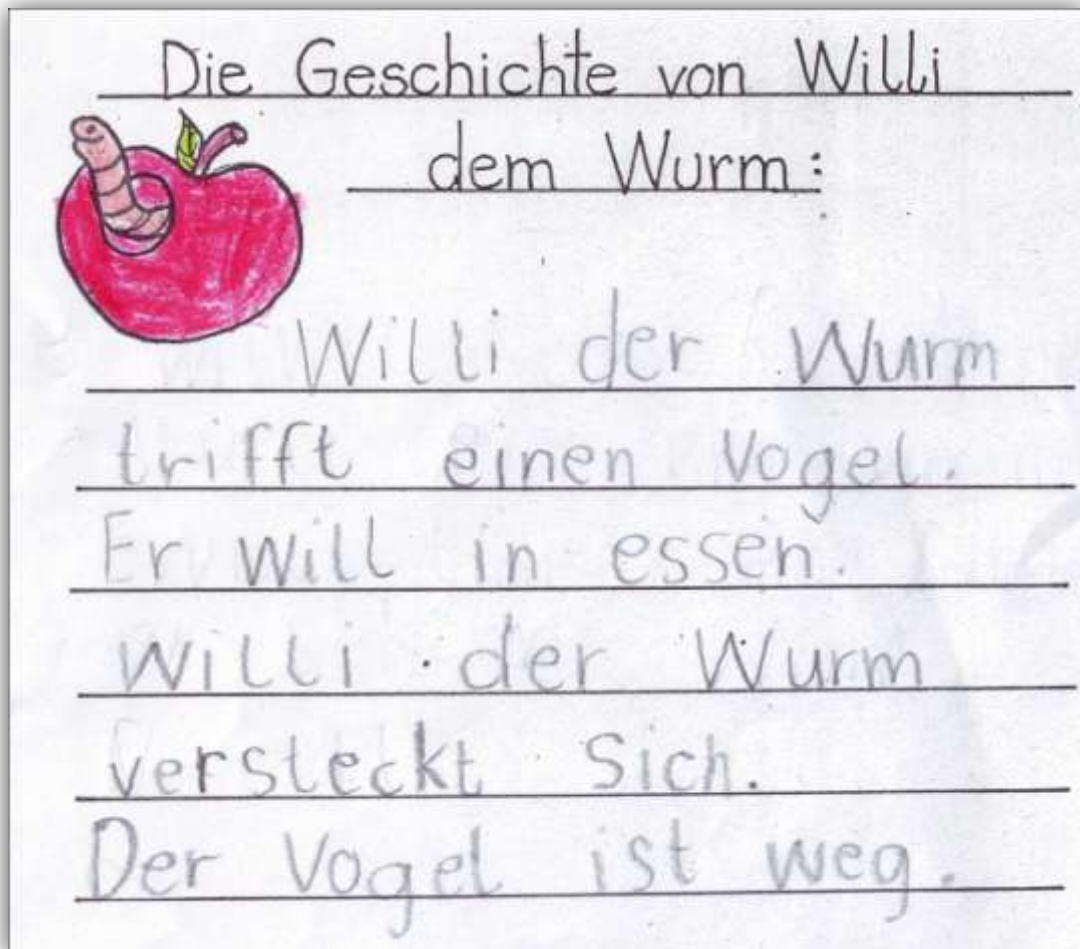 Die Geschichte von Willi
dem Wurm:
Willi der Wurm
trifft einen Vogel.
Er will in essen.
Willi der Wurm
versteckt Sich.
Der Vogel ist weg.